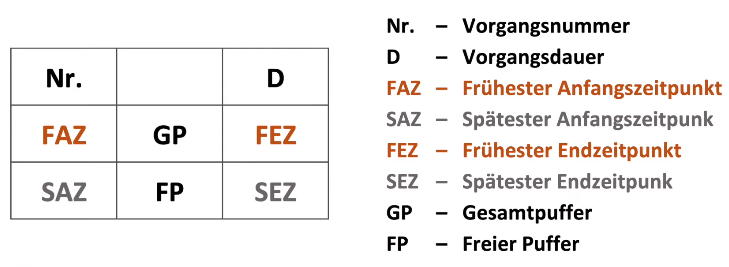 Nr. D
FAZ GP FEZ
SAZ FP SEZ
Nr. – Vorgangsnummer
D – Vorgangsdauer
FAZ – Frühester Anfangszeitpunkt
SAZ – Spätester Anfangszeitpunk
FEZ – Frühester Endzeitpunkt
SEZ – Spätester Endzeitpunk
GP – Gesamtpuffer
FP – Freier Puffer